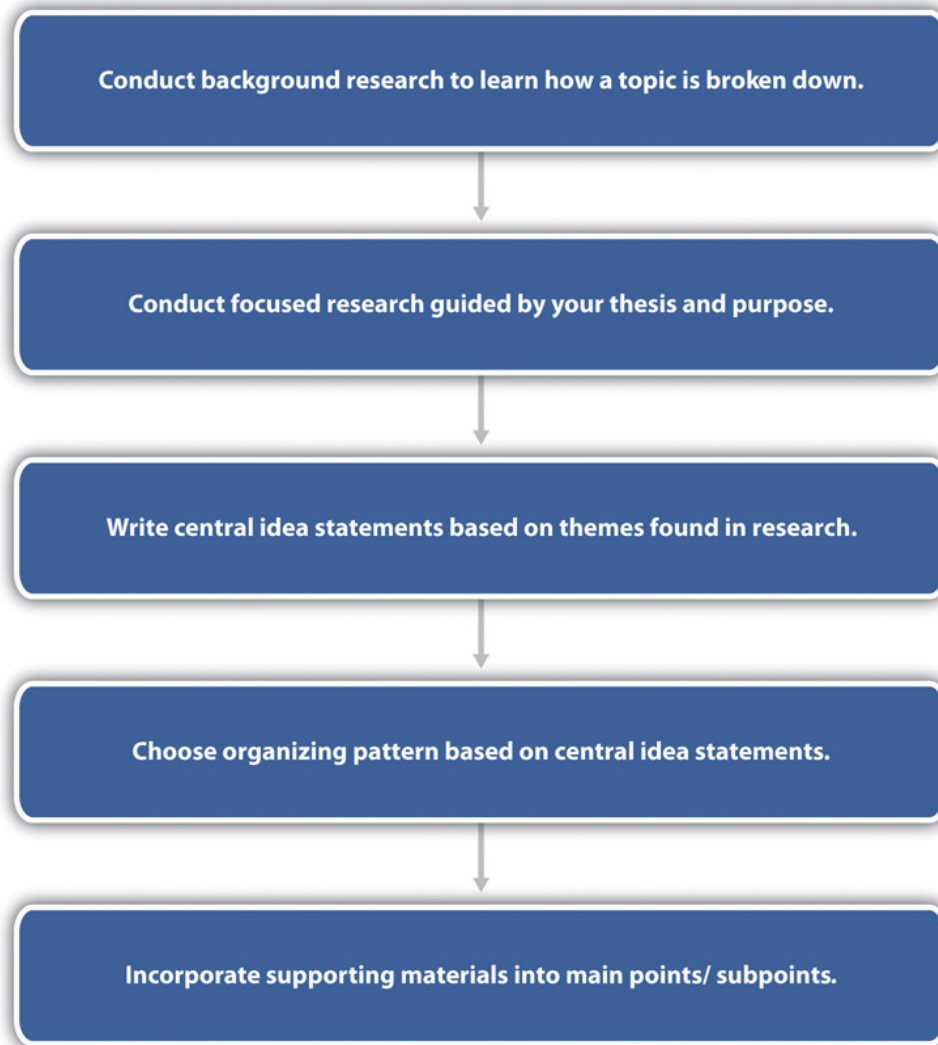 Conduct background research to learn how a topic is broken down.
Conduct focused research guided by your thesis and purpose.
Write central idea statements based on themes found in research.
Choose organizing pattern based on central idea statements.
Incorporate supporting materials into main points/ subpoints.